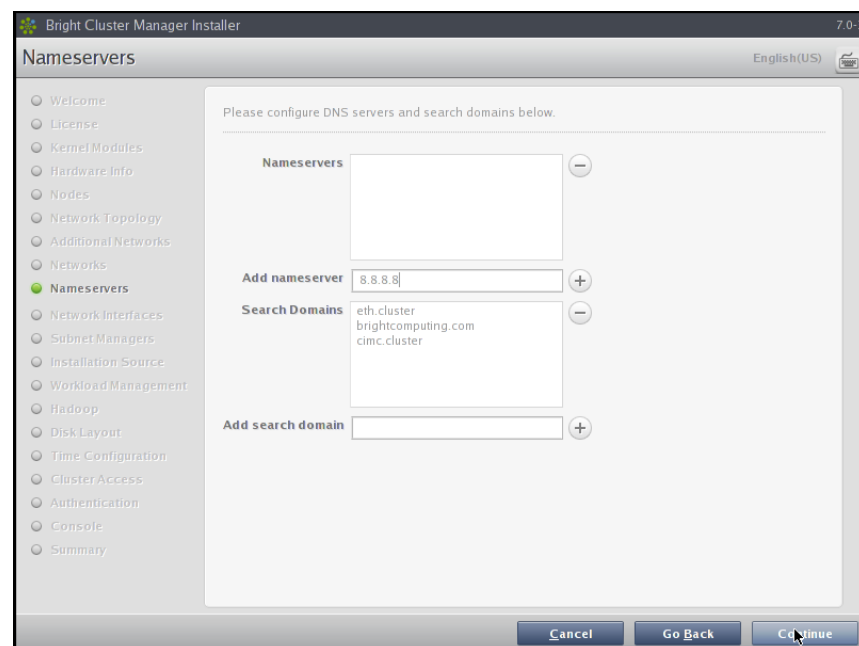 Bright Cluster Manager Installer
7.0-
Nameservers
English(US)
Welcome
License
Kernel Modules
Hardware Info
Nodes
Network Topology
Additional Networks
Networks
Nameservers
Network Interfaces
Subnet Managers
Installation Source
Workload Management
Hadoop
Disk Layout
Time Configuration
Cluster Access
Authentication
Console
Summary
Please configure DNS servers and search domains below.
Nameservers
Add nameserver
8.8.8.8
Search Domains
eth.cluster
brightcomputing.com
cimc.cluster
Add search domain
Cancel
Go Back
Continue